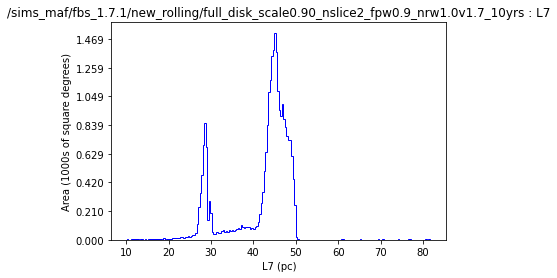 /sims_maf/fbs_1.7.1/new_rolling/full_disk_scale0.90_nslice2_fpw0.9_nrw1.0v1.7_10yrs : L7
1.469
1.259
1.049
0.839
0.629
0.420
0.210
0.000
Area (1000s of square degrees)
10 20 30 40 50 60 70 80
L7 (pc)